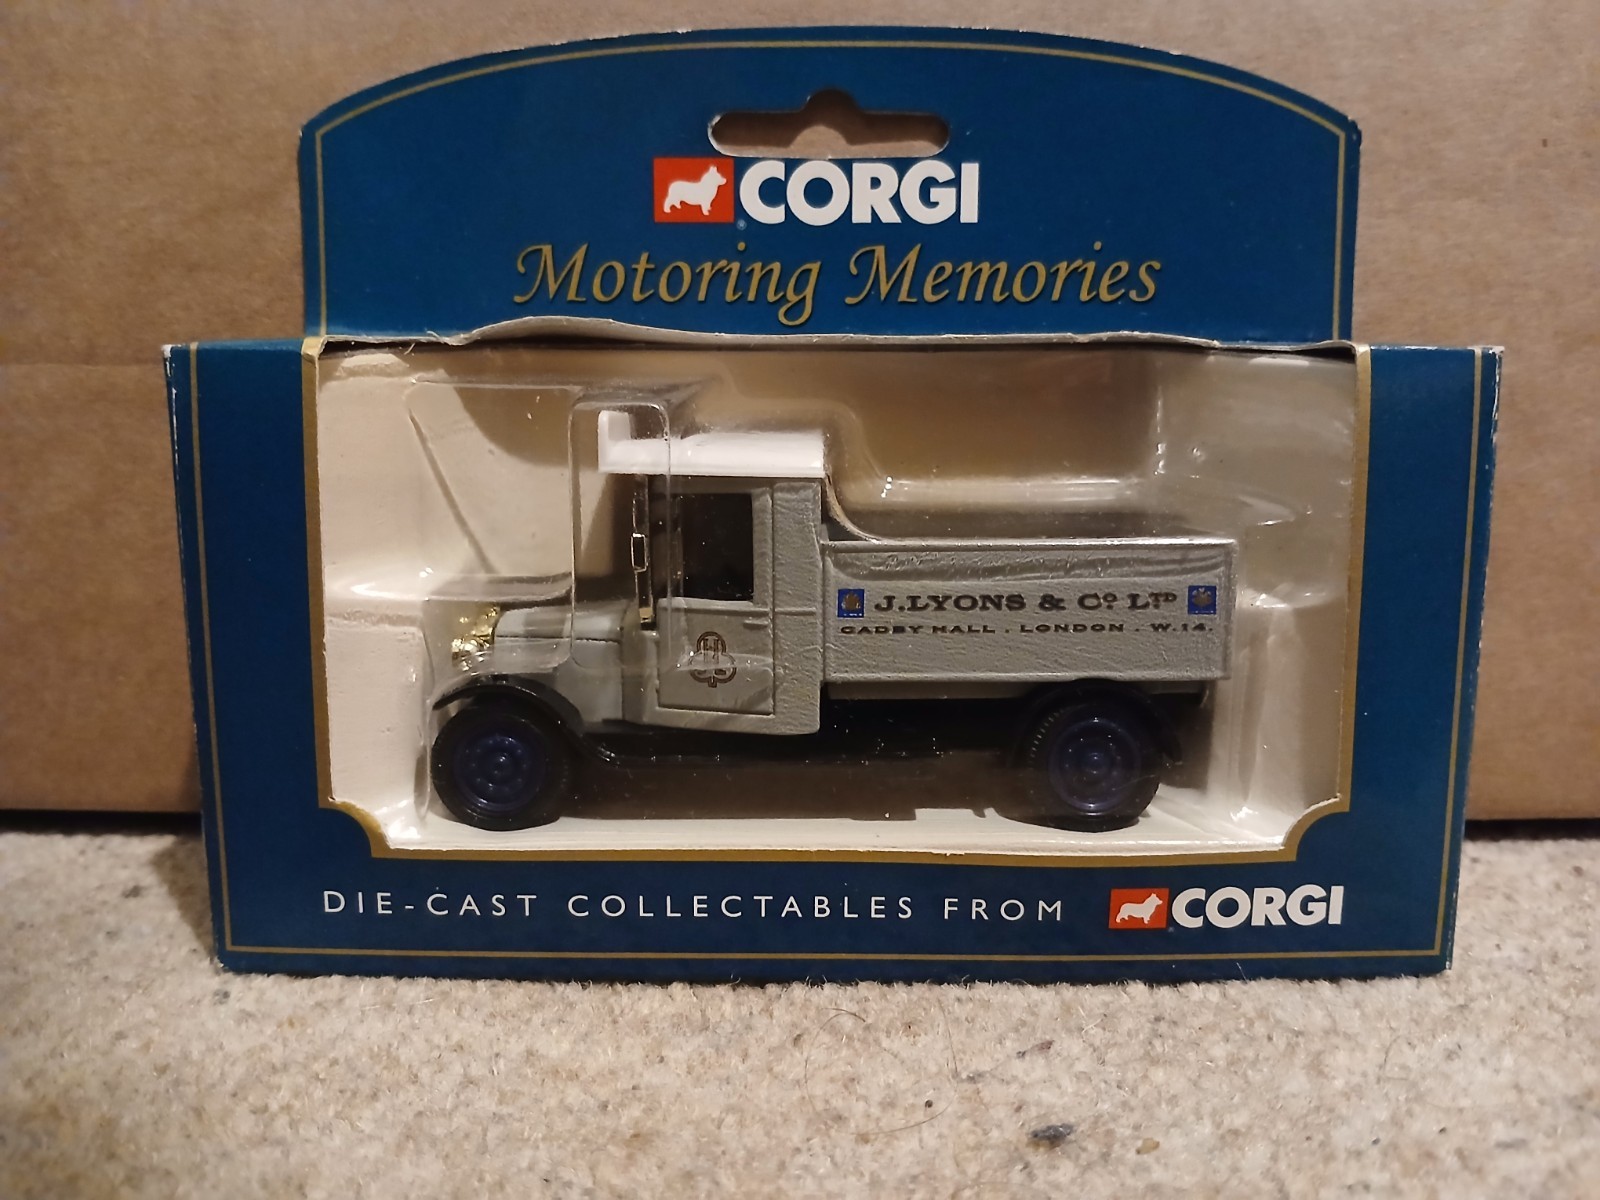 CORGI
Motoring Memories
J.LYONS & Co LTD
CADBY HALL . LONDON . W.14.
DIE-CAST COLLECTABLES FROM CORGI